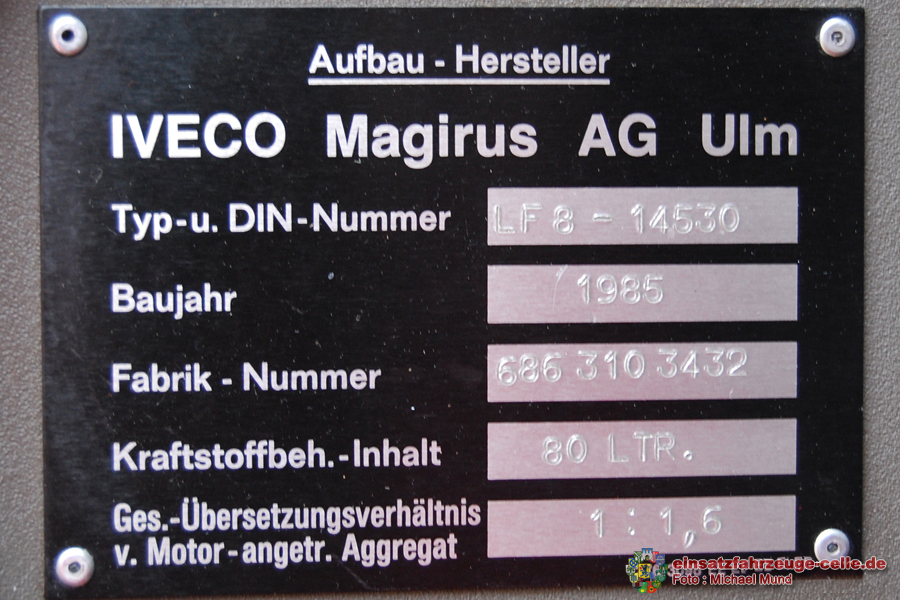 Aufbau - Hersteller
IVECO Magirus AG Ulm
Typ-u. DIN-Nummer LF 8 - 14530
Baujahr 1985
Fabrik - Nummer 686 310 3432
Kraftstoffbeh.-Inhalt 80 LTR.
Ges.-Übersetzungsverhältnis
v. Motor-angetr. Aggregat 1 : 1,6
einsatzfahrzeuge-celle.de
Foto : Michael Mund